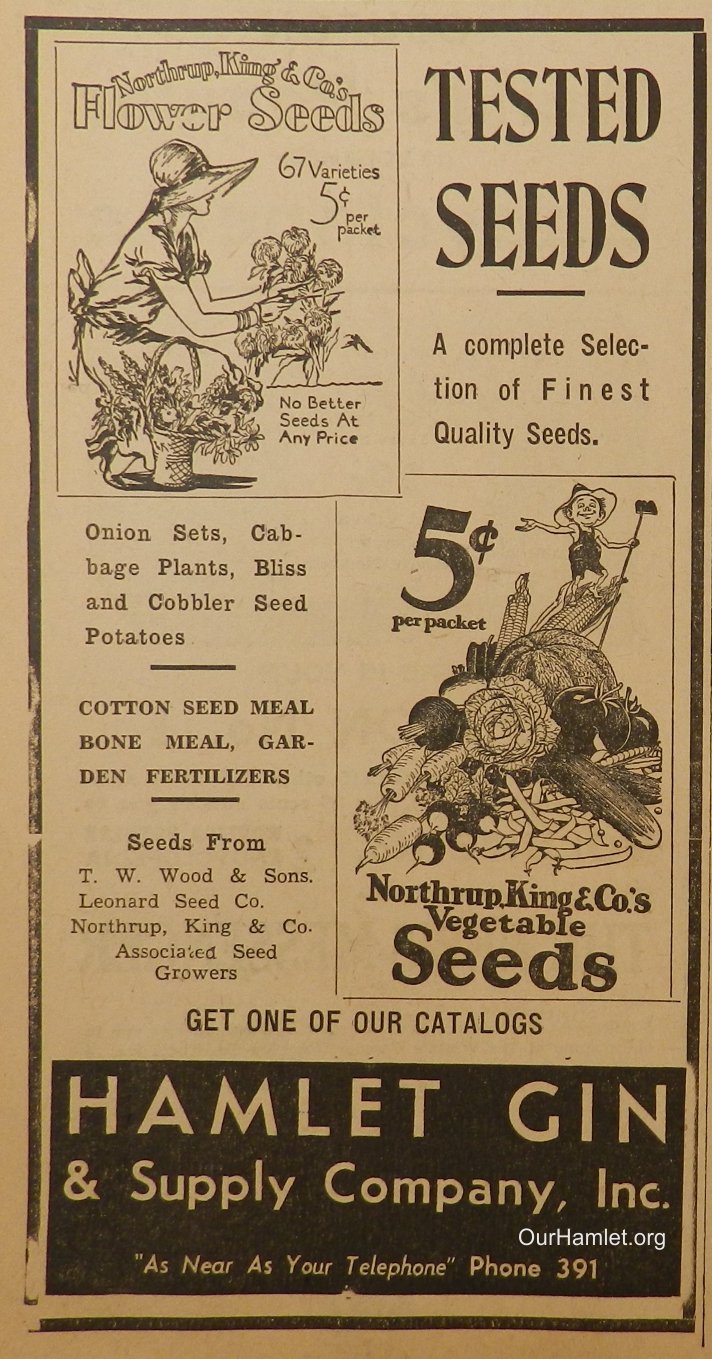 Northrup, King & Co.'s
Flower Seeds
67 Varieties
5¢
per
packet
No Better
Seeds At
Any Price
TESTED
SEEDS
A complete Selec-
tion of Finest
Quality Seeds.
Onion Sets, Cab-
bage Plants, Bliss
and Cobbler Seed
Potatoes
COTTON SEED MEAL
BONE MEAL, GAR-
DEN FERTILIZERS
Seeds From
T. W. Wood & Sons.
Leonard Seed Co.
Northrup, King & Co.
Associated Seed
Growers
5¢
per packet
Northrup, King & Co.'s
Vegetable
Seeds
GET ONE OF OUR CATALOGS
HAMLET GIN
& Supply Company, Inc.
OurHamlet.org
"As Near As Your Telephone" Phone 391